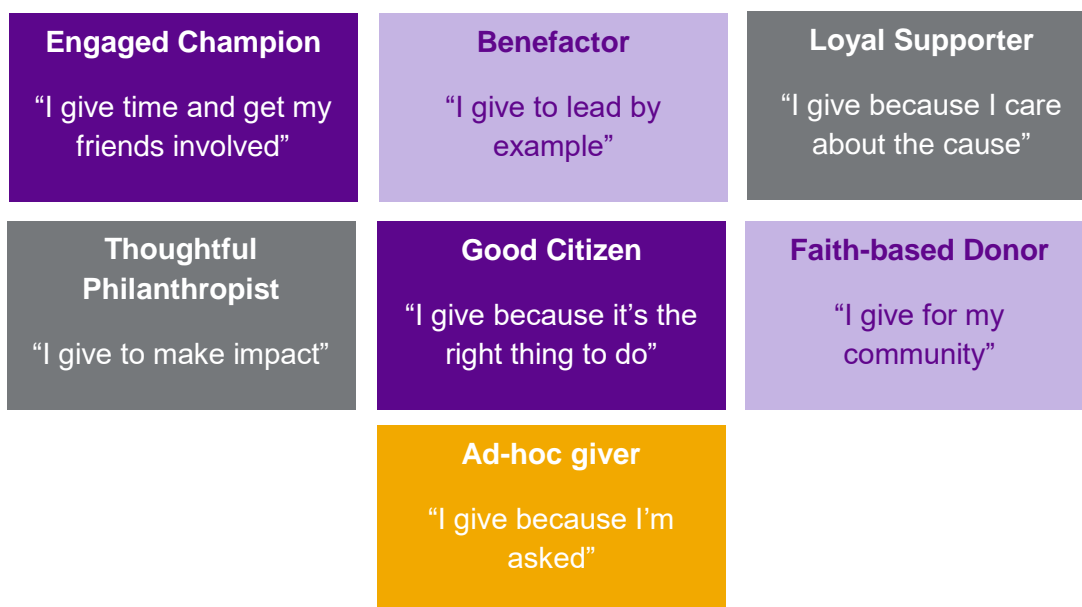 Engaged Champion
“I give time and get my
friends involved”
Benefactor
“I give to lead by
example”
Loyal Supporter
“I give because I care
about the cause”
Thoughtful
Philanthropist
“I give to make impact”
Good Citizen
“I give because it’s the
right thing to do”
Faith-based Donor
“I give for my
community”
Ad-hoc giver
“I give because I’m
asked”